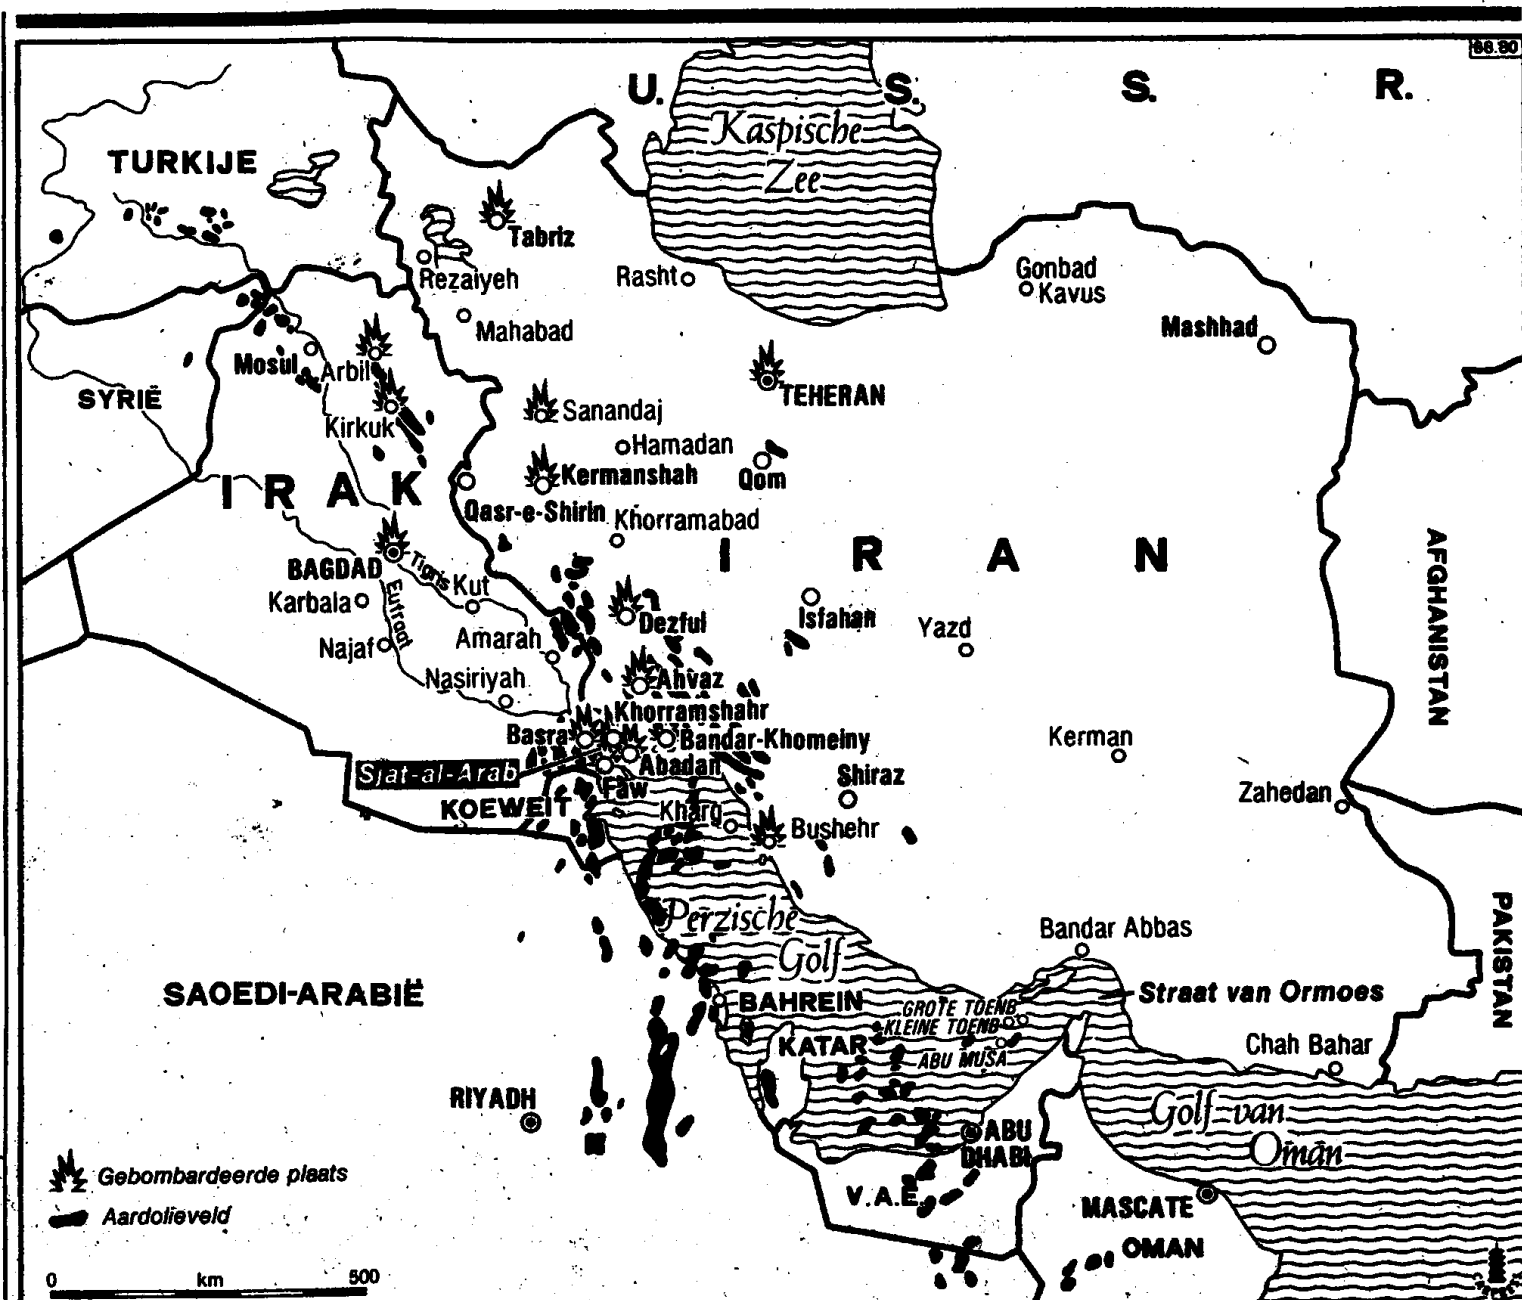 68.80
U. S. S. R.
Kaspische
Zee
TURKIJE
Tabriz
Rezaiyeh
Rasht
Gonbad
Kavus
Mahabad
Mashhad
Mosul
Arbil
TEHERAN
SYRIË
Sanandaj
Kirkuk
Hamadan
Kermanshah
Qom
IRAK
Qasr-e-Shirin
Khorramabad
IRAN
AFGHANISTAN
BAGDAD
Tigris
Kut
Eufraat
Karbala
Dezful
Isfahan
Yazd
Najaf
Amarah
Nasiriyah
Ahvaz
Khorramshahr
Basra
Bandar-Khomeiny
Kerman
Sjat-al-Arab
Abadan
Shiraz
Faw
Zahedan
KOEWEIT
Kharg
Bushehr
PAKISTAN
Perzische
Golf
Bandar Abbas
SAOEDI-ARABIË
Straat van Ormoes
BAHREIN
GROTE TOENB
KLEINE TOENB
KATAR
ABU MUSA
Chah Bahar
RIYADH
Golf van
Omān
ABU
DHABI
Gebombardeerde plaats
V.A.E.
MASCATE
Aardolieveld
OMAN
0 km 500